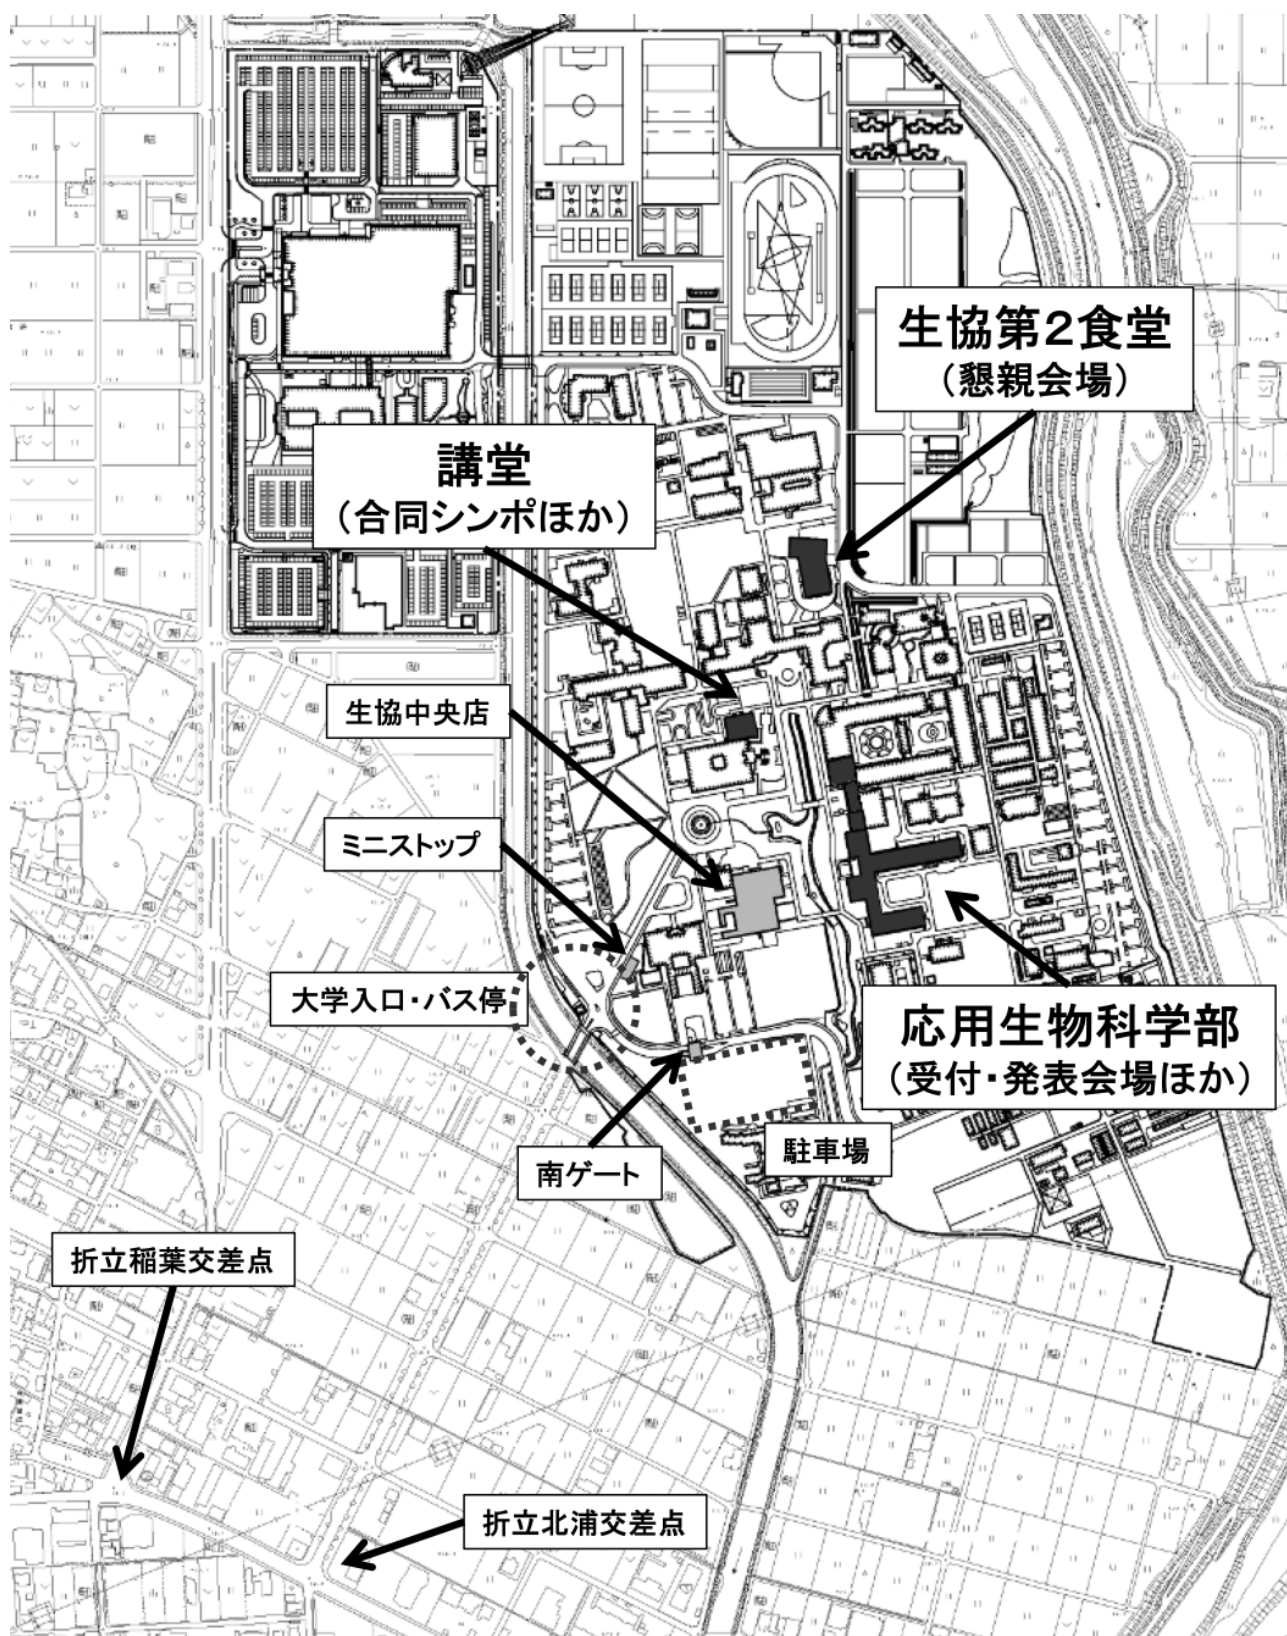 生協第2食堂
（懇親会場）
講堂
（合同シンポほか）
生協中央店
ミニストップ
大学入口・バス停
応用生物科学部
（受付・発表会場ほか）
南ゲート
駐車場
折立稲葉交差点
折立北浦交差点